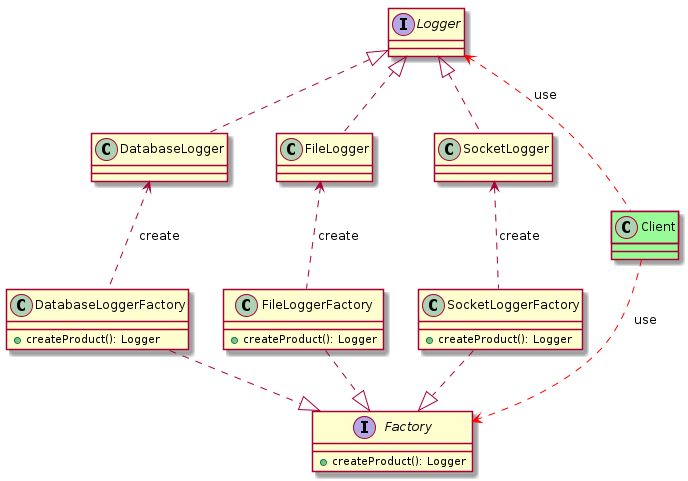 I Logger
use
C DatabaseLogger
C FileLogger
C SocketLogger
C Client
create
create
create
C DatabaseLoggerFactory
createProduct(): Logger
C FileLoggerFactory
createProduct(): Logger
C SocketLoggerFactory
createProduct(): Logger
use
I Factory
createProduct(): Logger